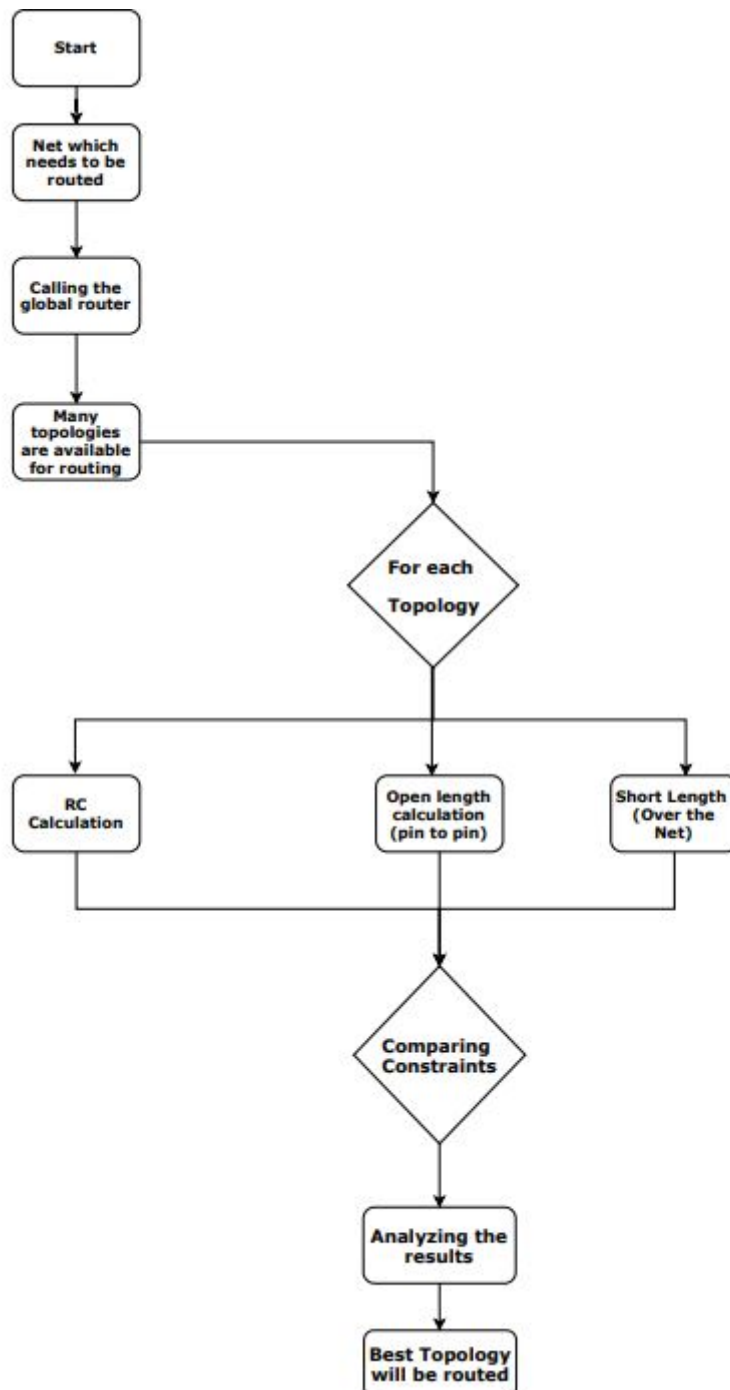 Start
Net which
needs to be
routed
Calling the
global router
Many
topologies
are available
for routing
For each
Topology
RC
Calculation
Open length
calculation
(pin to pin)
Short Length
(Over the
Net)
Comparing
Constraints
Analyzing the
results
Best Topology
will be routed